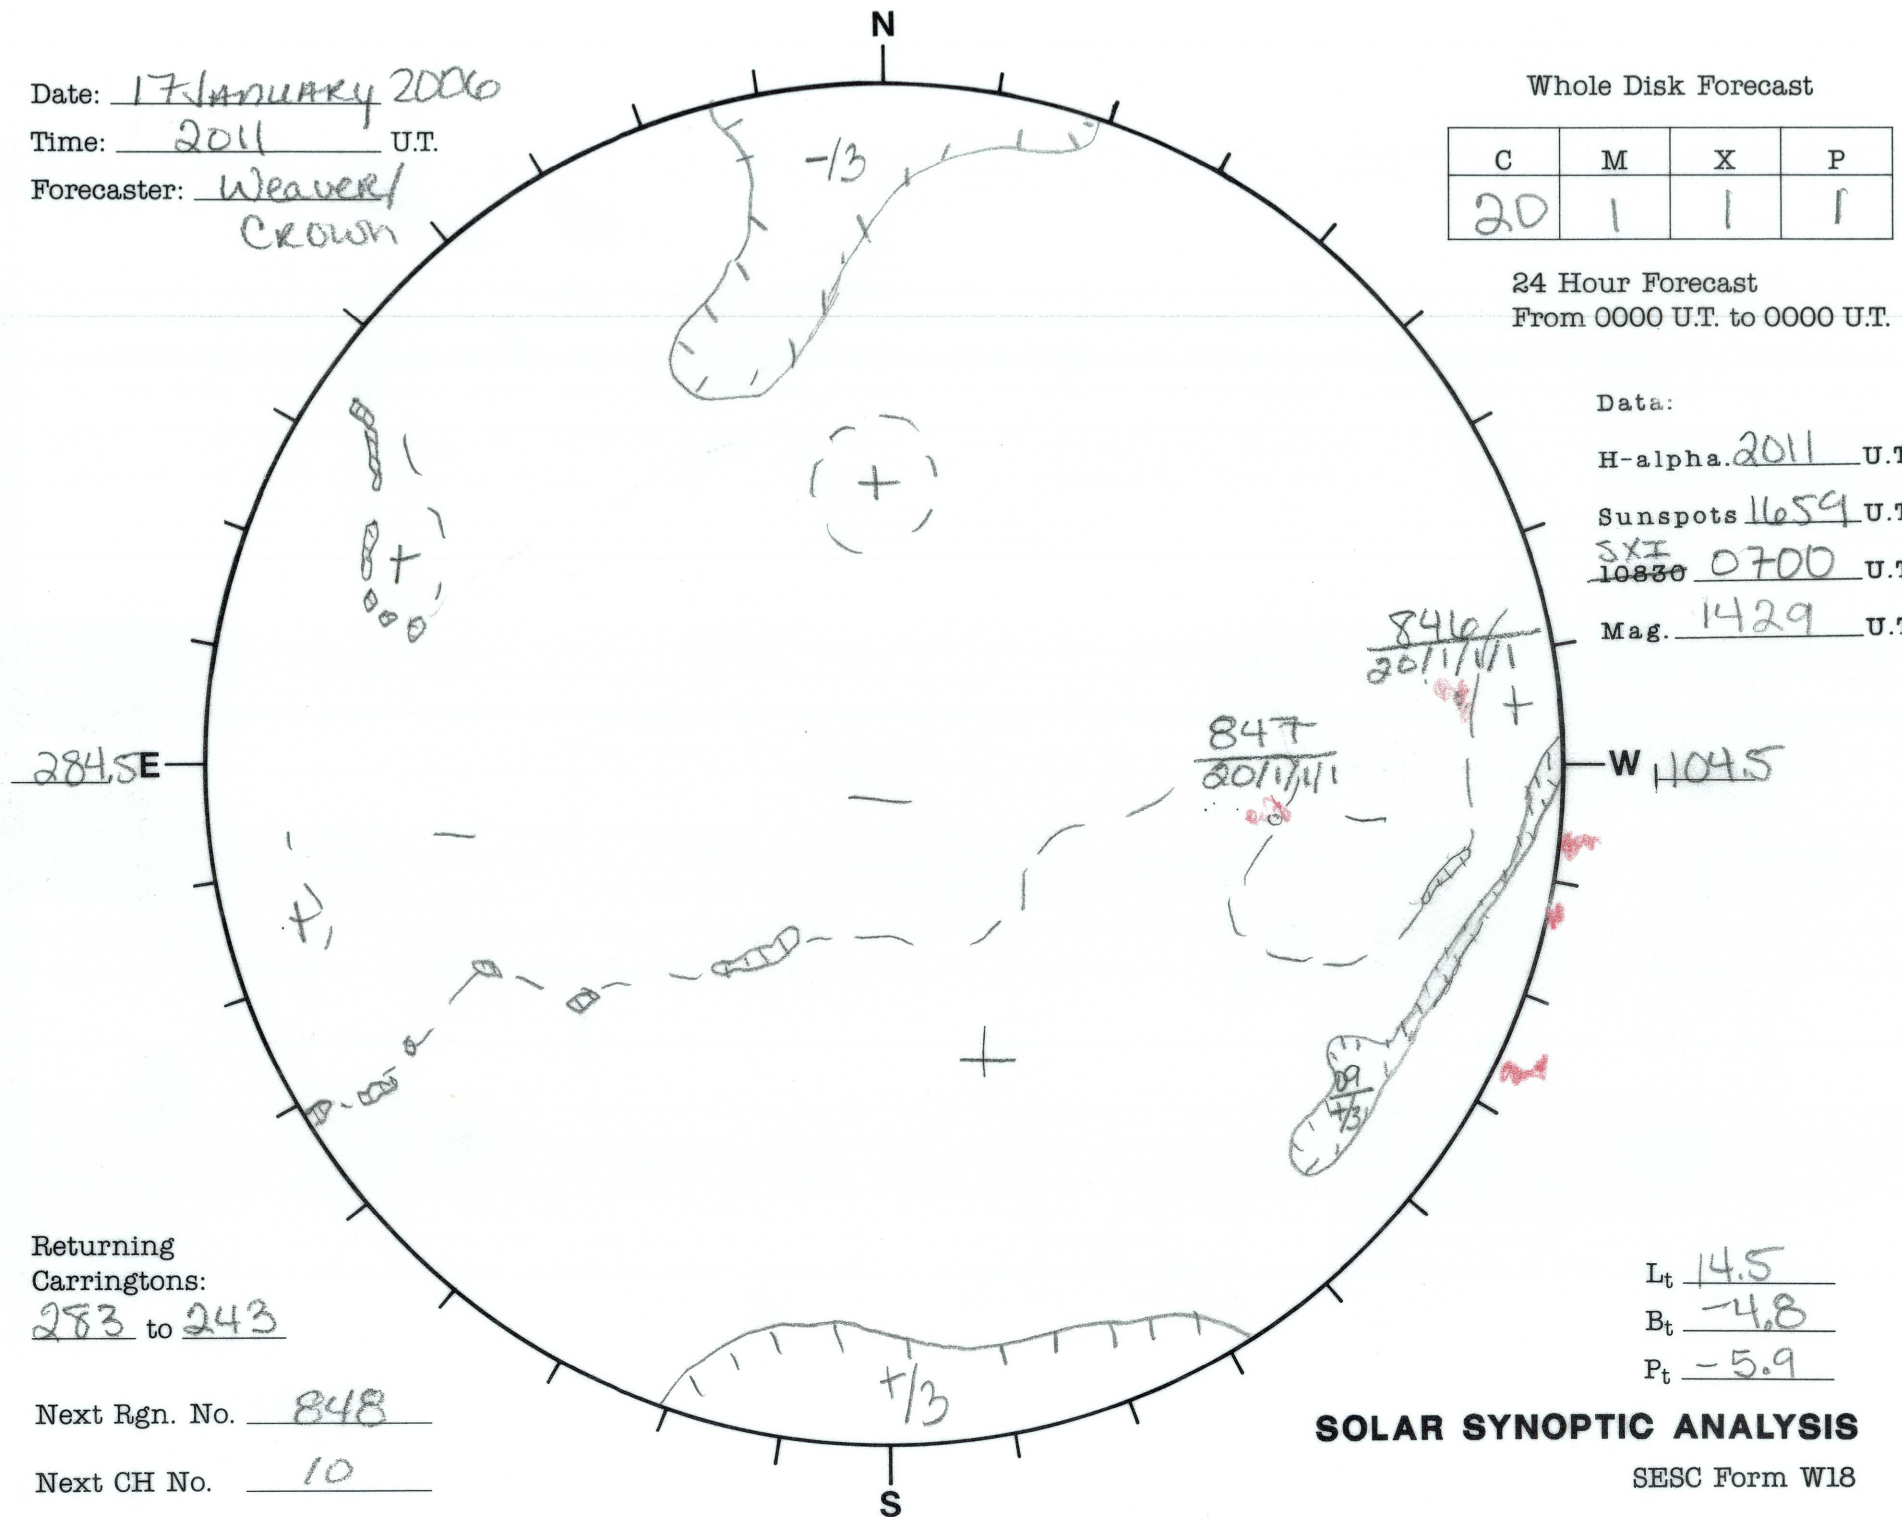 N
Date: 17 JANUARY 2006
Time: 2011 U.T.
Forecaster: Weaver/
CROWN
Whole Disk Forecast
C M X P
20 1 1 1
24 Hour Forecast
From 0000 U.T. to 0000 U.T.
-/3
+
Data:
H-alpha. 2011 U.T
Sunspots 1659 U.T
SXI
10830 0700 U.T
Mag. 1429 U.T
+
846/
20/1/1/1
+
847
20/1/1/1
284.5 E
W 104.5
+
+
09
+/3
Returning
Carringtons:
283 to 243
Lt 14.5
Bt -4.8
Pt -5.9
+/3
Next Rgn. No. 848
Next CH No. 10
SOLAR SYNOPTIC ANALYSIS
SESC Form W18
S